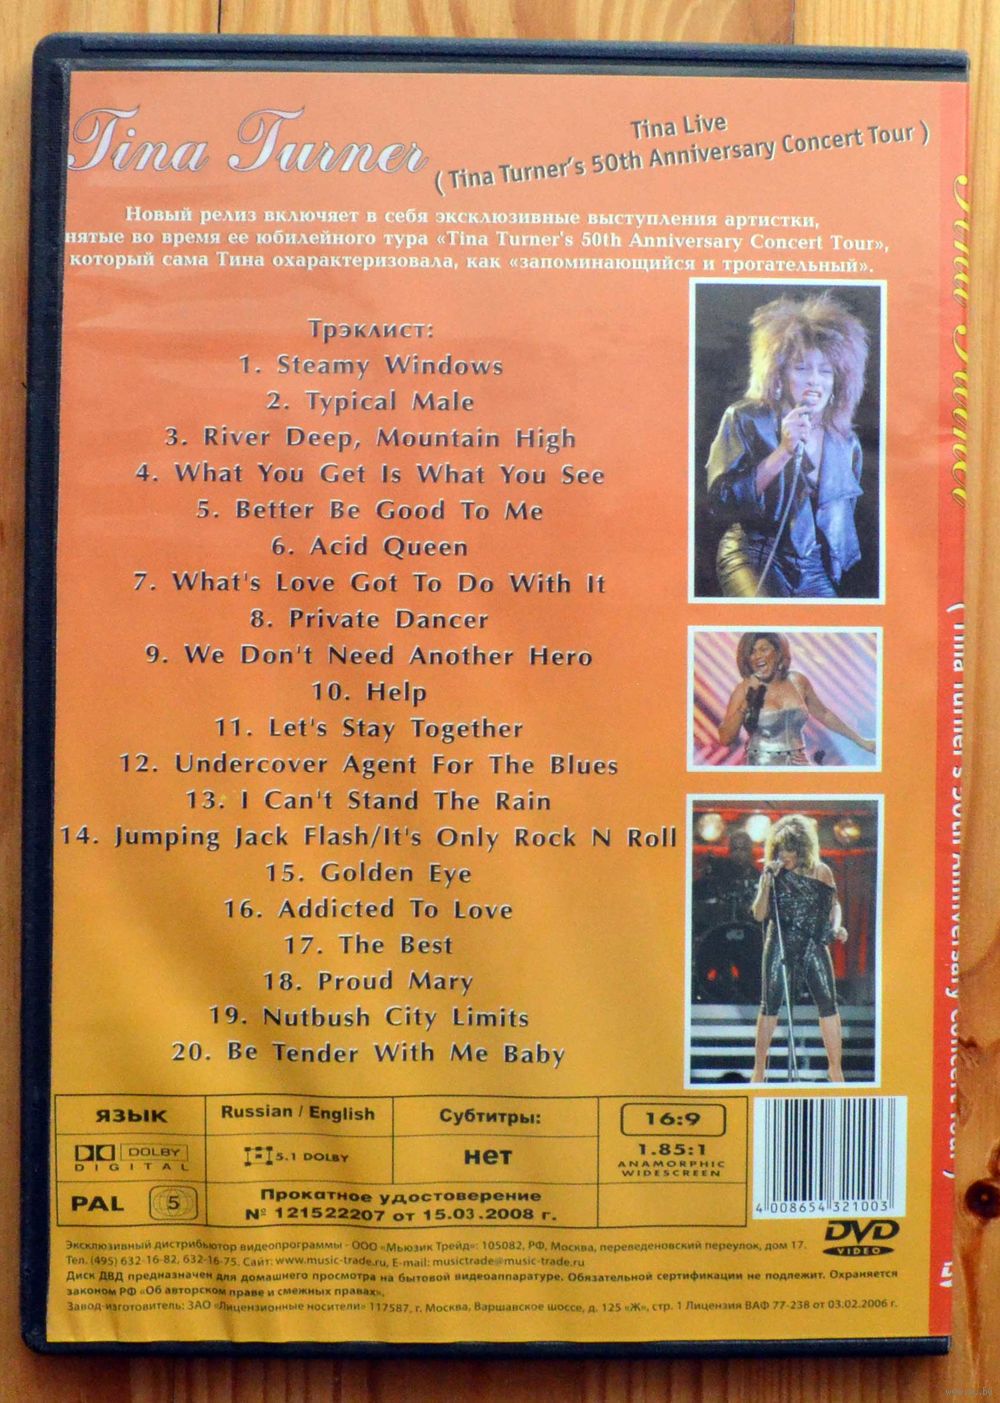 Tina Turner
Tina Live
( Tina Turner's 50th Anniversary Concert Tour )
Новый релиз включяет в себя эксклюзивные выступления артистки,
нятые во время ее юбилейного тура «Tina Turner's 50th Anniversary Concert Tour»,
который сама Тина охарактеризовала, как «запоминающийся и трогательный».
Трэклист:
1. Steamy Windows
2. Typical Male
3. River Deep, Mountain High
4. What You Get Is What You See
5. Better Be Good To Me
6. Acid Queen
7. What's Love Got To Do With It
8. Private Dancer
9. We Don't Need Another Hero
10. Help
11. Let's Stay Together
12. Undercover Agent For The Blues
13. I Can't Stand The Rain
14. Jumping Jack Flash/It's Only Rock N Roll
15. Golden Eye
16. Addicted To Love
17. The Best
18. Proud Mary
19. Nutbush City Limits
20. Be Tender With Me Baby
язык Russian / English Субтитры: 16:9
DOLBY DIGITAL 5.1 DOLBY нет 1.85:1
ANAMORPHIC
WIDESCREEN
PAL 5 Прокатное удостоверение
№ 121522207 от 15.03.2008 г.
4 008654 321003
DVD
VIDEO
Эксклюзивный дистрибьютор видеопрограммы - ООО «Мьюзик Трейд»: 105082, РФ, Москва, переведеновский переулок, дом 17.
Тел. (495) 632-16-82, 632-16-75. Сайт: www.music-trade.ru, E-mail: musictrade@music-trade.ru
Диск ДВД предназначен для домашнего просмотра на бытовой видеоаппаратуре. Обязательной сертификации не подлежит. Охраняется
законом РФ «Об авторском праве и смежных правах».
Завод-изготовитель: ЗАО «Лицензионные носители» 117587, г. Москва, Варшавское шоссе, д. 125 «Ж», стр. 1 Лицензия ВАФ 77-238 от 03.02.2006 г.
Tina Turner
( Tina Turner's 50th Anniversary Concert Tour )